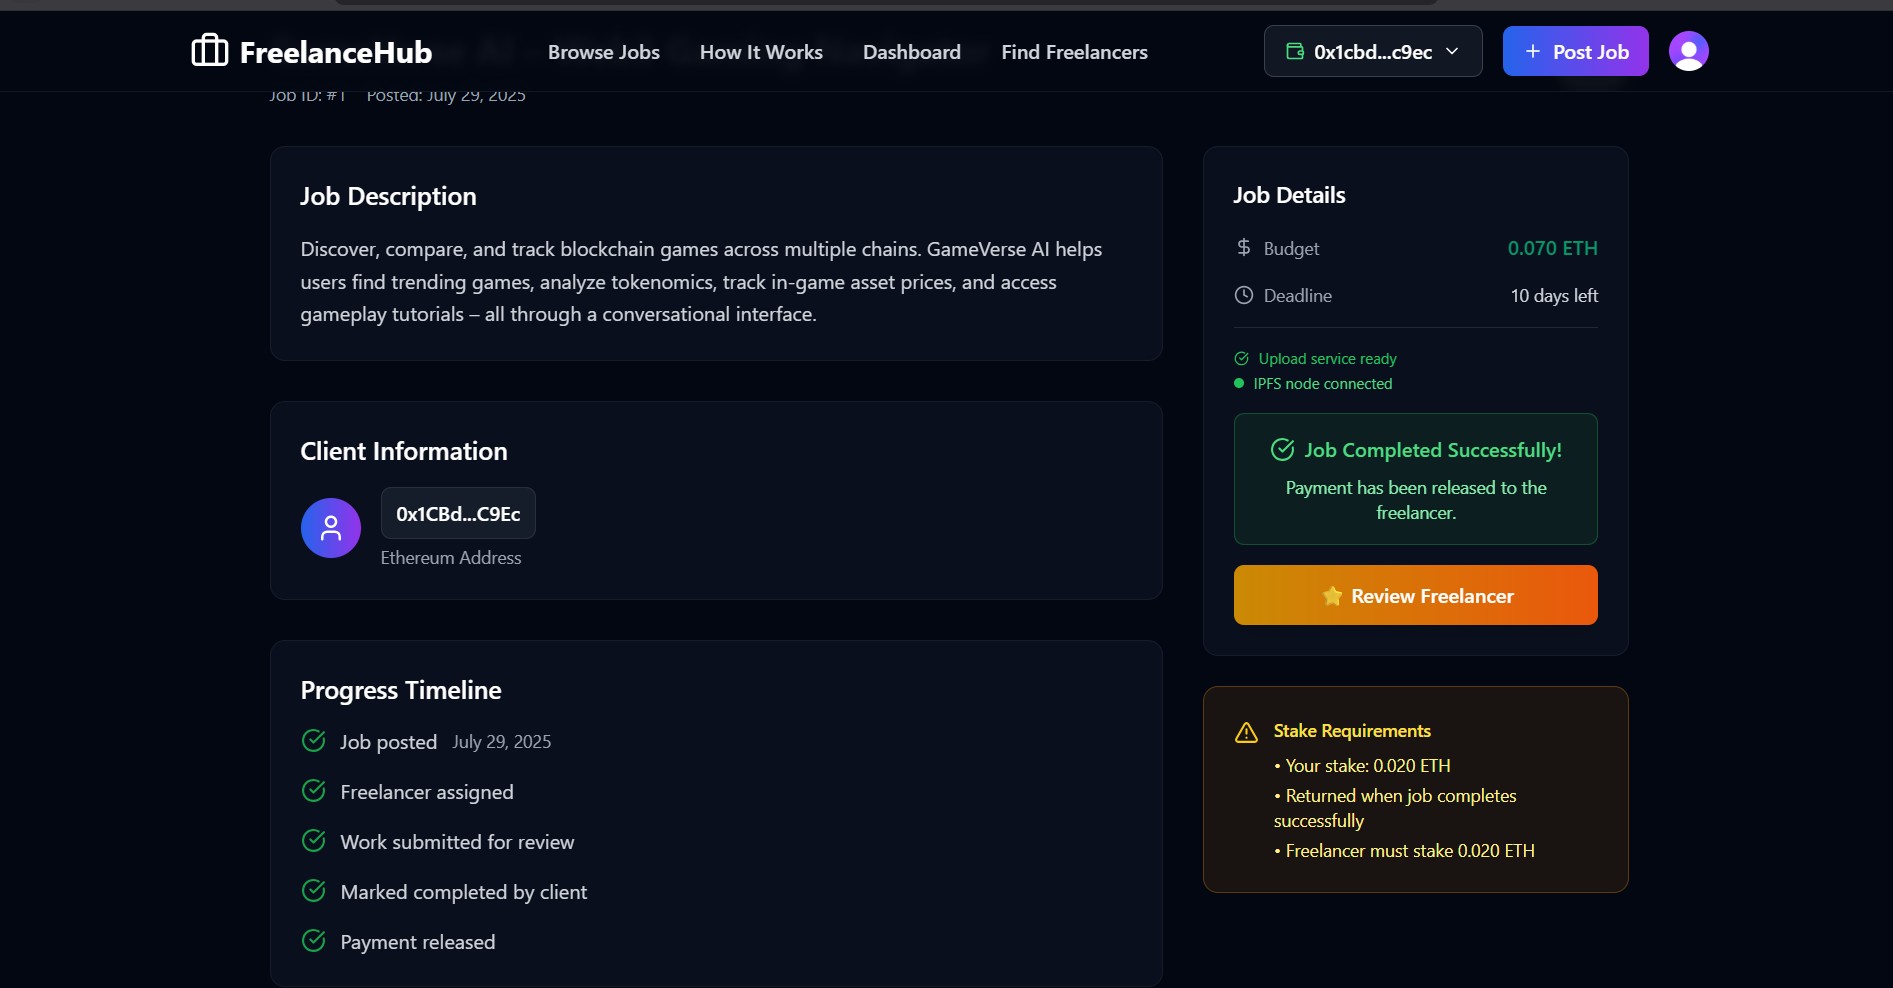 FreelanceHub
Browse Jobs
How It Works
Dashboard
Find Freelancers
0x1cbd...c9ec
+ Post Job
Job ID: #1 Posted: July 29, 2025
Job Description
Discover, compare, and track blockchain games across multiple chains. GameVerse AI helps
users find trending games, analyze tokenomics, track in-game asset prices, and access
gameplay tutorials – all through a conversational interface.
Client Information
0x1CBd...C9Ec
Ethereum Address
Progress Timeline
Job posted July 29, 2025
Freelancer assigned
Work submitted for review
Marked completed by client
Payment released
Job Details
$ Budget 0.070 ETH
Deadline 10 days left
Upload service ready
IPFS node connected
Job Completed Successfully!
Payment has been released to the
freelancer.
Review Freelancer
Stake Requirements
• Your stake: 0.020 ETH
• Returned when job completes
successfully
• Freelancer must stake 0.020 ETH